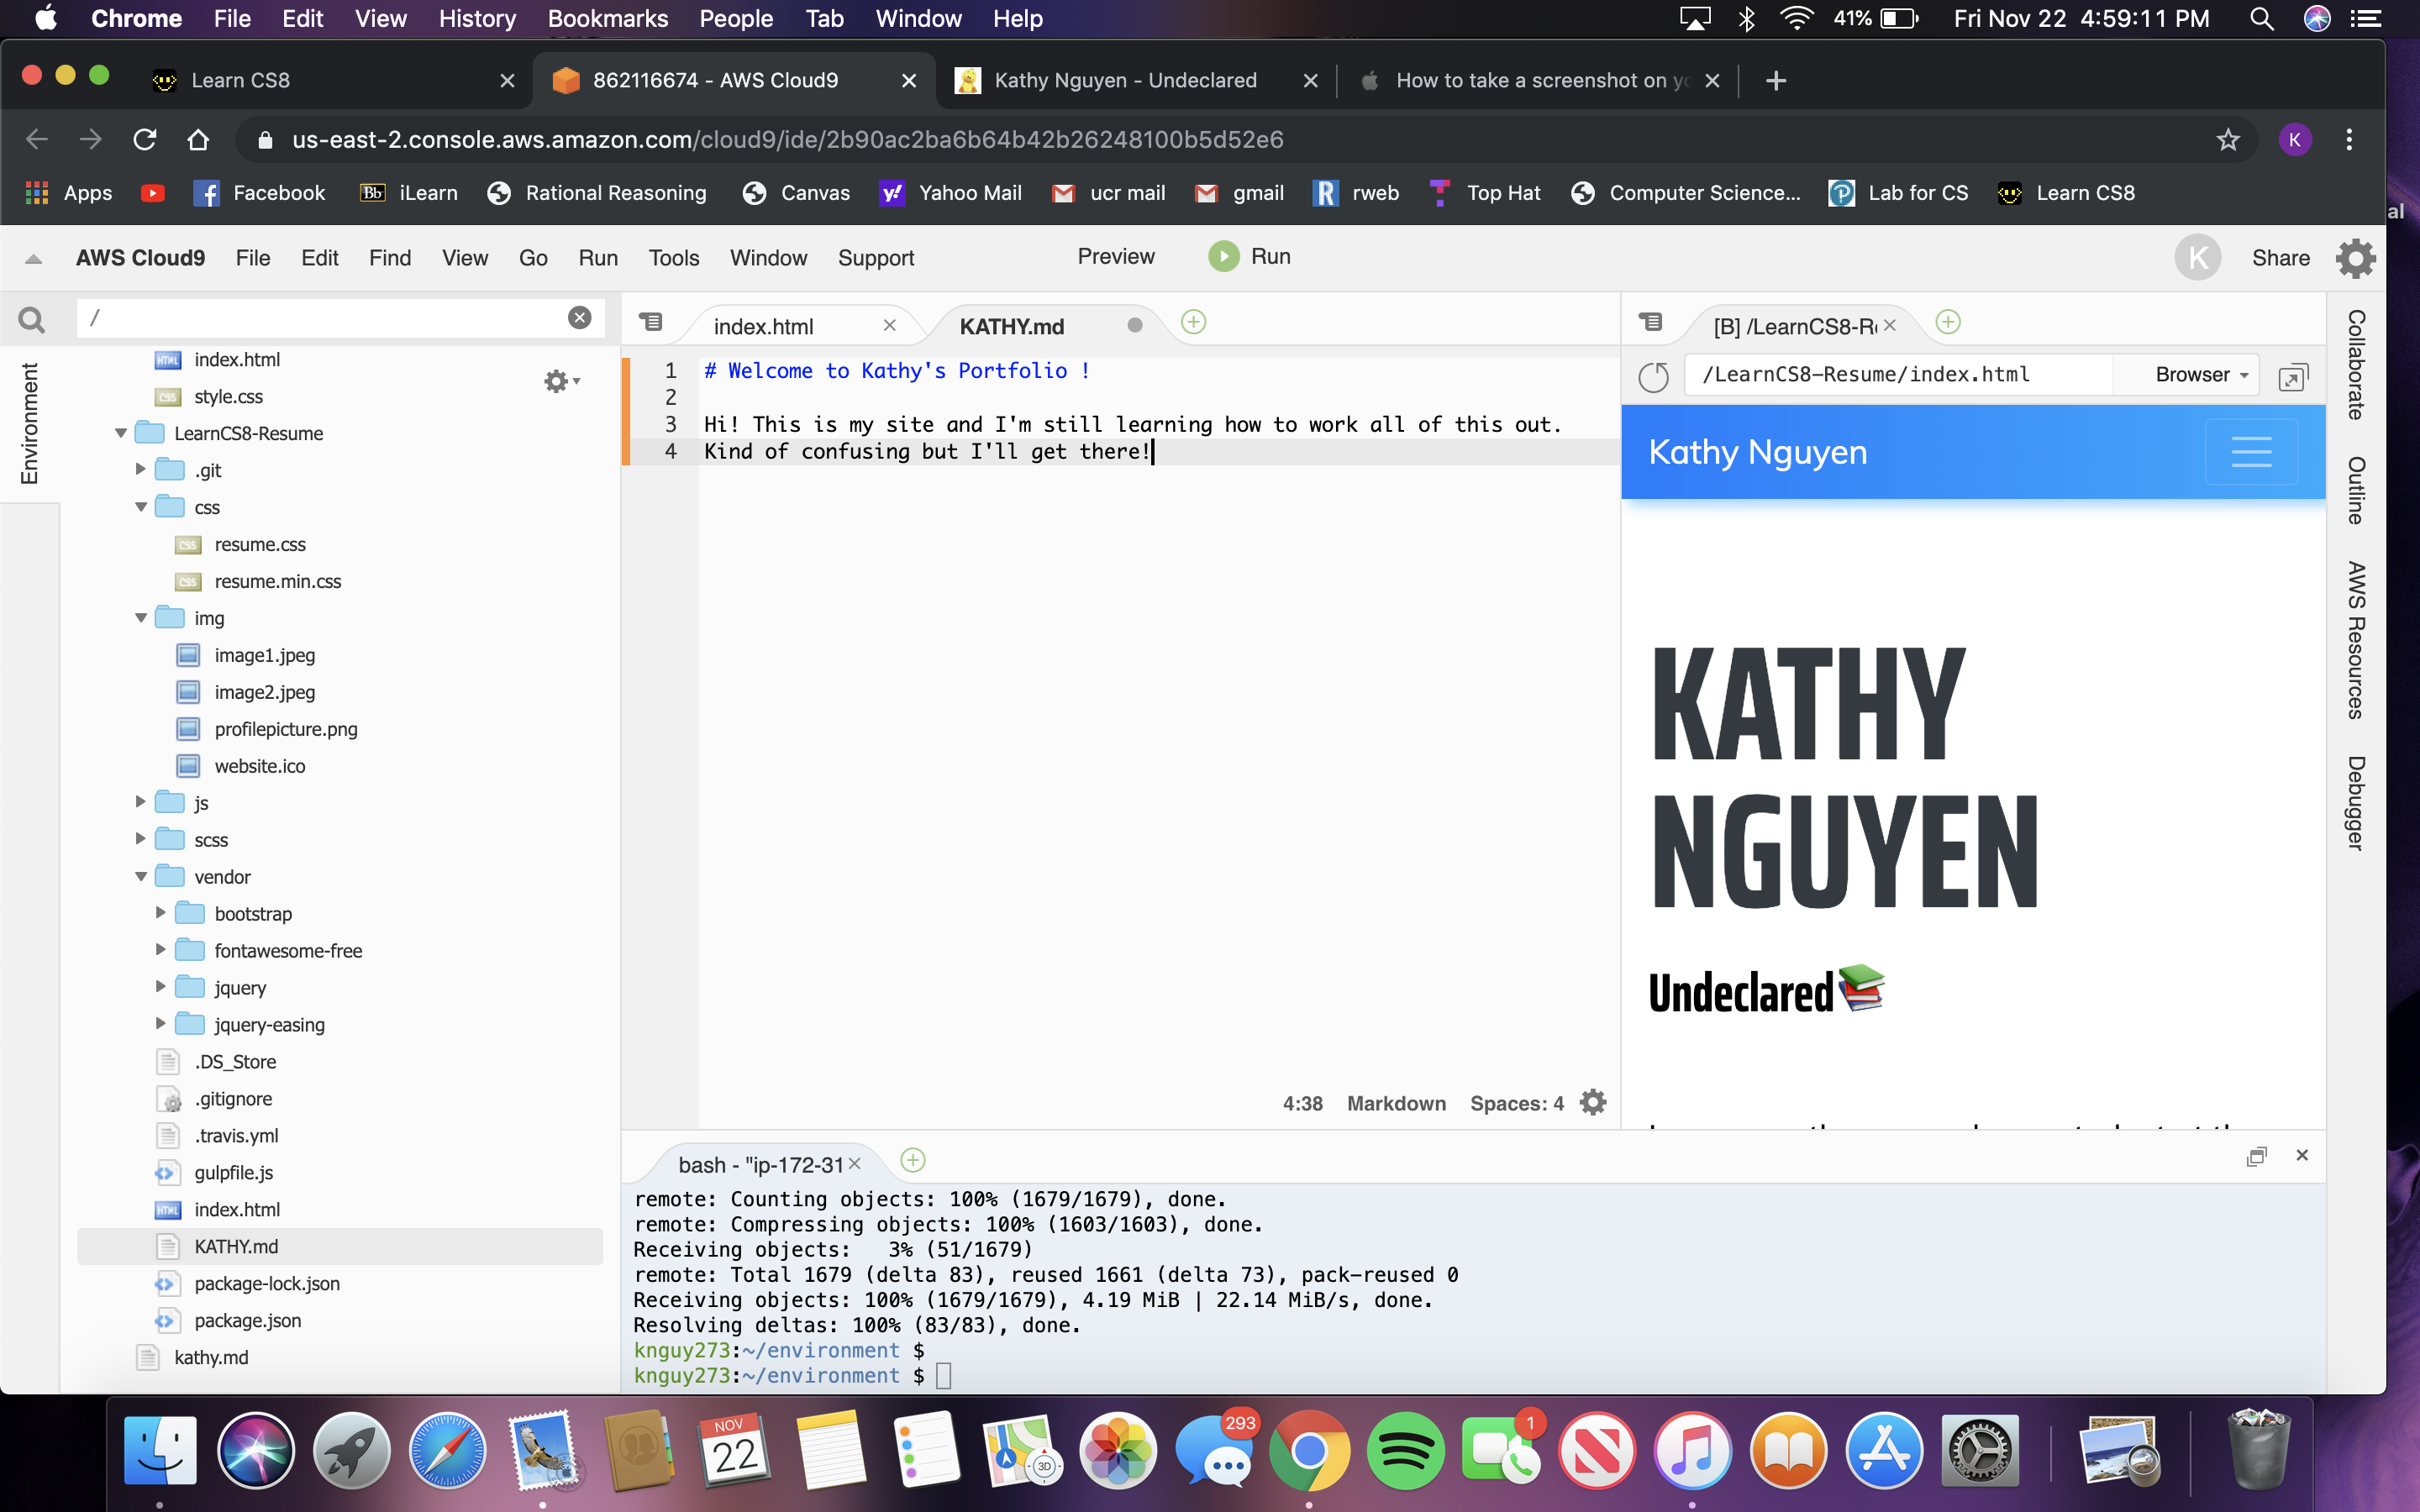 Chrome File Edit View History Bookmarks People Tab Window Help 41% Fri Nov 22 4:59:11 PM
Learn CS8 862116674 - AWS Cloud9 Kathy Nguyen - Undeclared How to take a screenshot on yo
us-east-2.console.aws.amazon.com/cloud9/ide/2b90ac2ba6b64b42b26248100b5d52e6 K
Apps Facebook Bb iLearn Rational Reasoning Canvas Yahoo Mail ucr mail gmail R rweb Top Hat Computer Science... Lab for CS Learn CS8
al
AWS Cloud9 File Edit Find View Go Run Tools Window Support Preview Run K Share
/
Environment
index.html
style.css
LearnCS8-Resume
.git
css
resume.css
resume.min.css
img
image1.jpeg
image2.jpeg
profilepicture.png
website.ico
js
scss
vendor
bootstrap
fontawesome-free
jquery
jquery-easing
.DS_Store
.gitignore
.travis.yml
gulpfile.js
index.html
KATHY.md
package-lock.json
package.json
kathy.md
index.html KATHY.md
1 # Welcome to Kathy's Portfolio !
2
3 Hi! This is my site and I'm still learning how to work all of this out.
4 Kind of confusing but I'll get there!
4:38 Markdown Spaces: 4
[B] /LearnCS8-R
/LearnCS8-Resume/index.html Browser
Kathy Nguyen
KATHY
NGUYEN
Undeclared
Collaborate
Outline
AWS Resources
Debugger
bash - "ip-172-31
remote: Counting objects: 100% (1679/1679), done.
remote: Compressing objects: 100% (1603/1603), done.
Receiving objects:   3% (51/1679)
remote: Total 1679 (delta 83), reused 1661 (delta 73), pack-reused 0
Receiving objects: 100% (1679/1679), 4.19 MiB | 22.14 MiB/s, done.
Resolving deltas: 100% (83/83), done.
knguy273:~/environment $
knguy273:~/environment $
NOV
22
3D
293
1